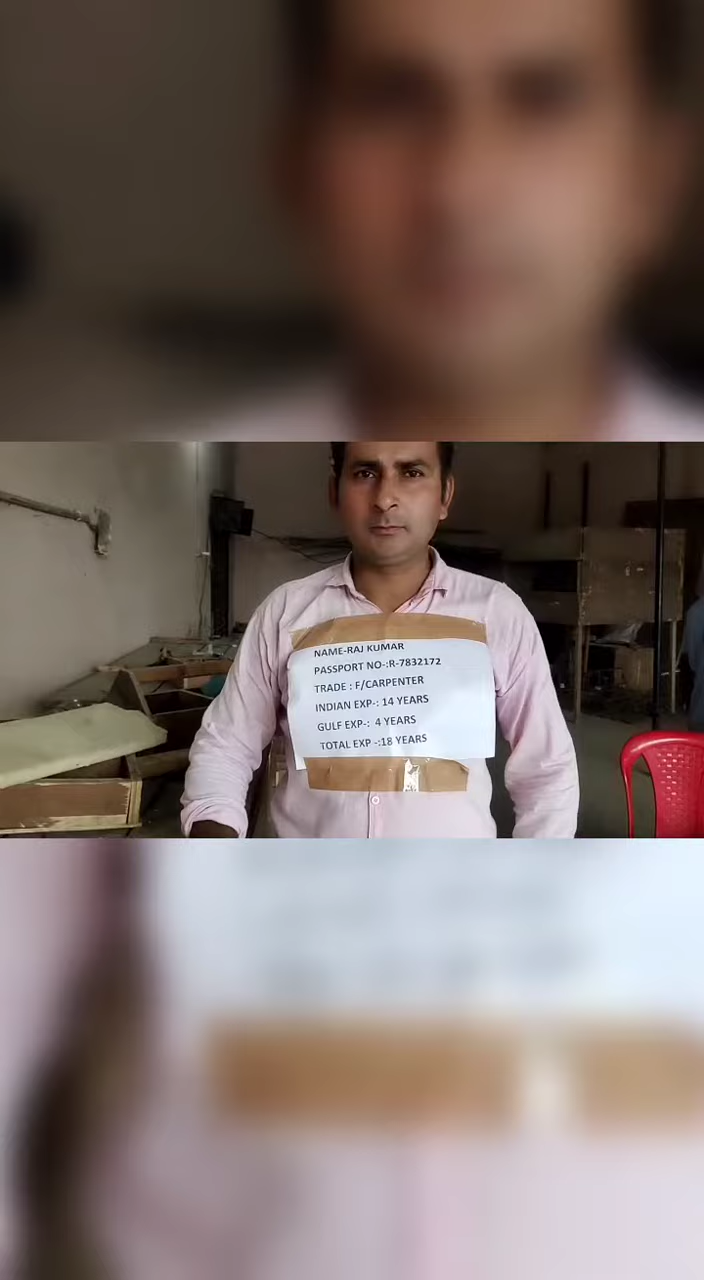 NAME-RAJ KUMAR
PASSPORT NO-:R-7832172
TRADE : F/CARPENTER
INDIAN EXP-: 14 YEARS
GULF EXP-: 4 YEARS
TOTAL EXP -:18 YEARS